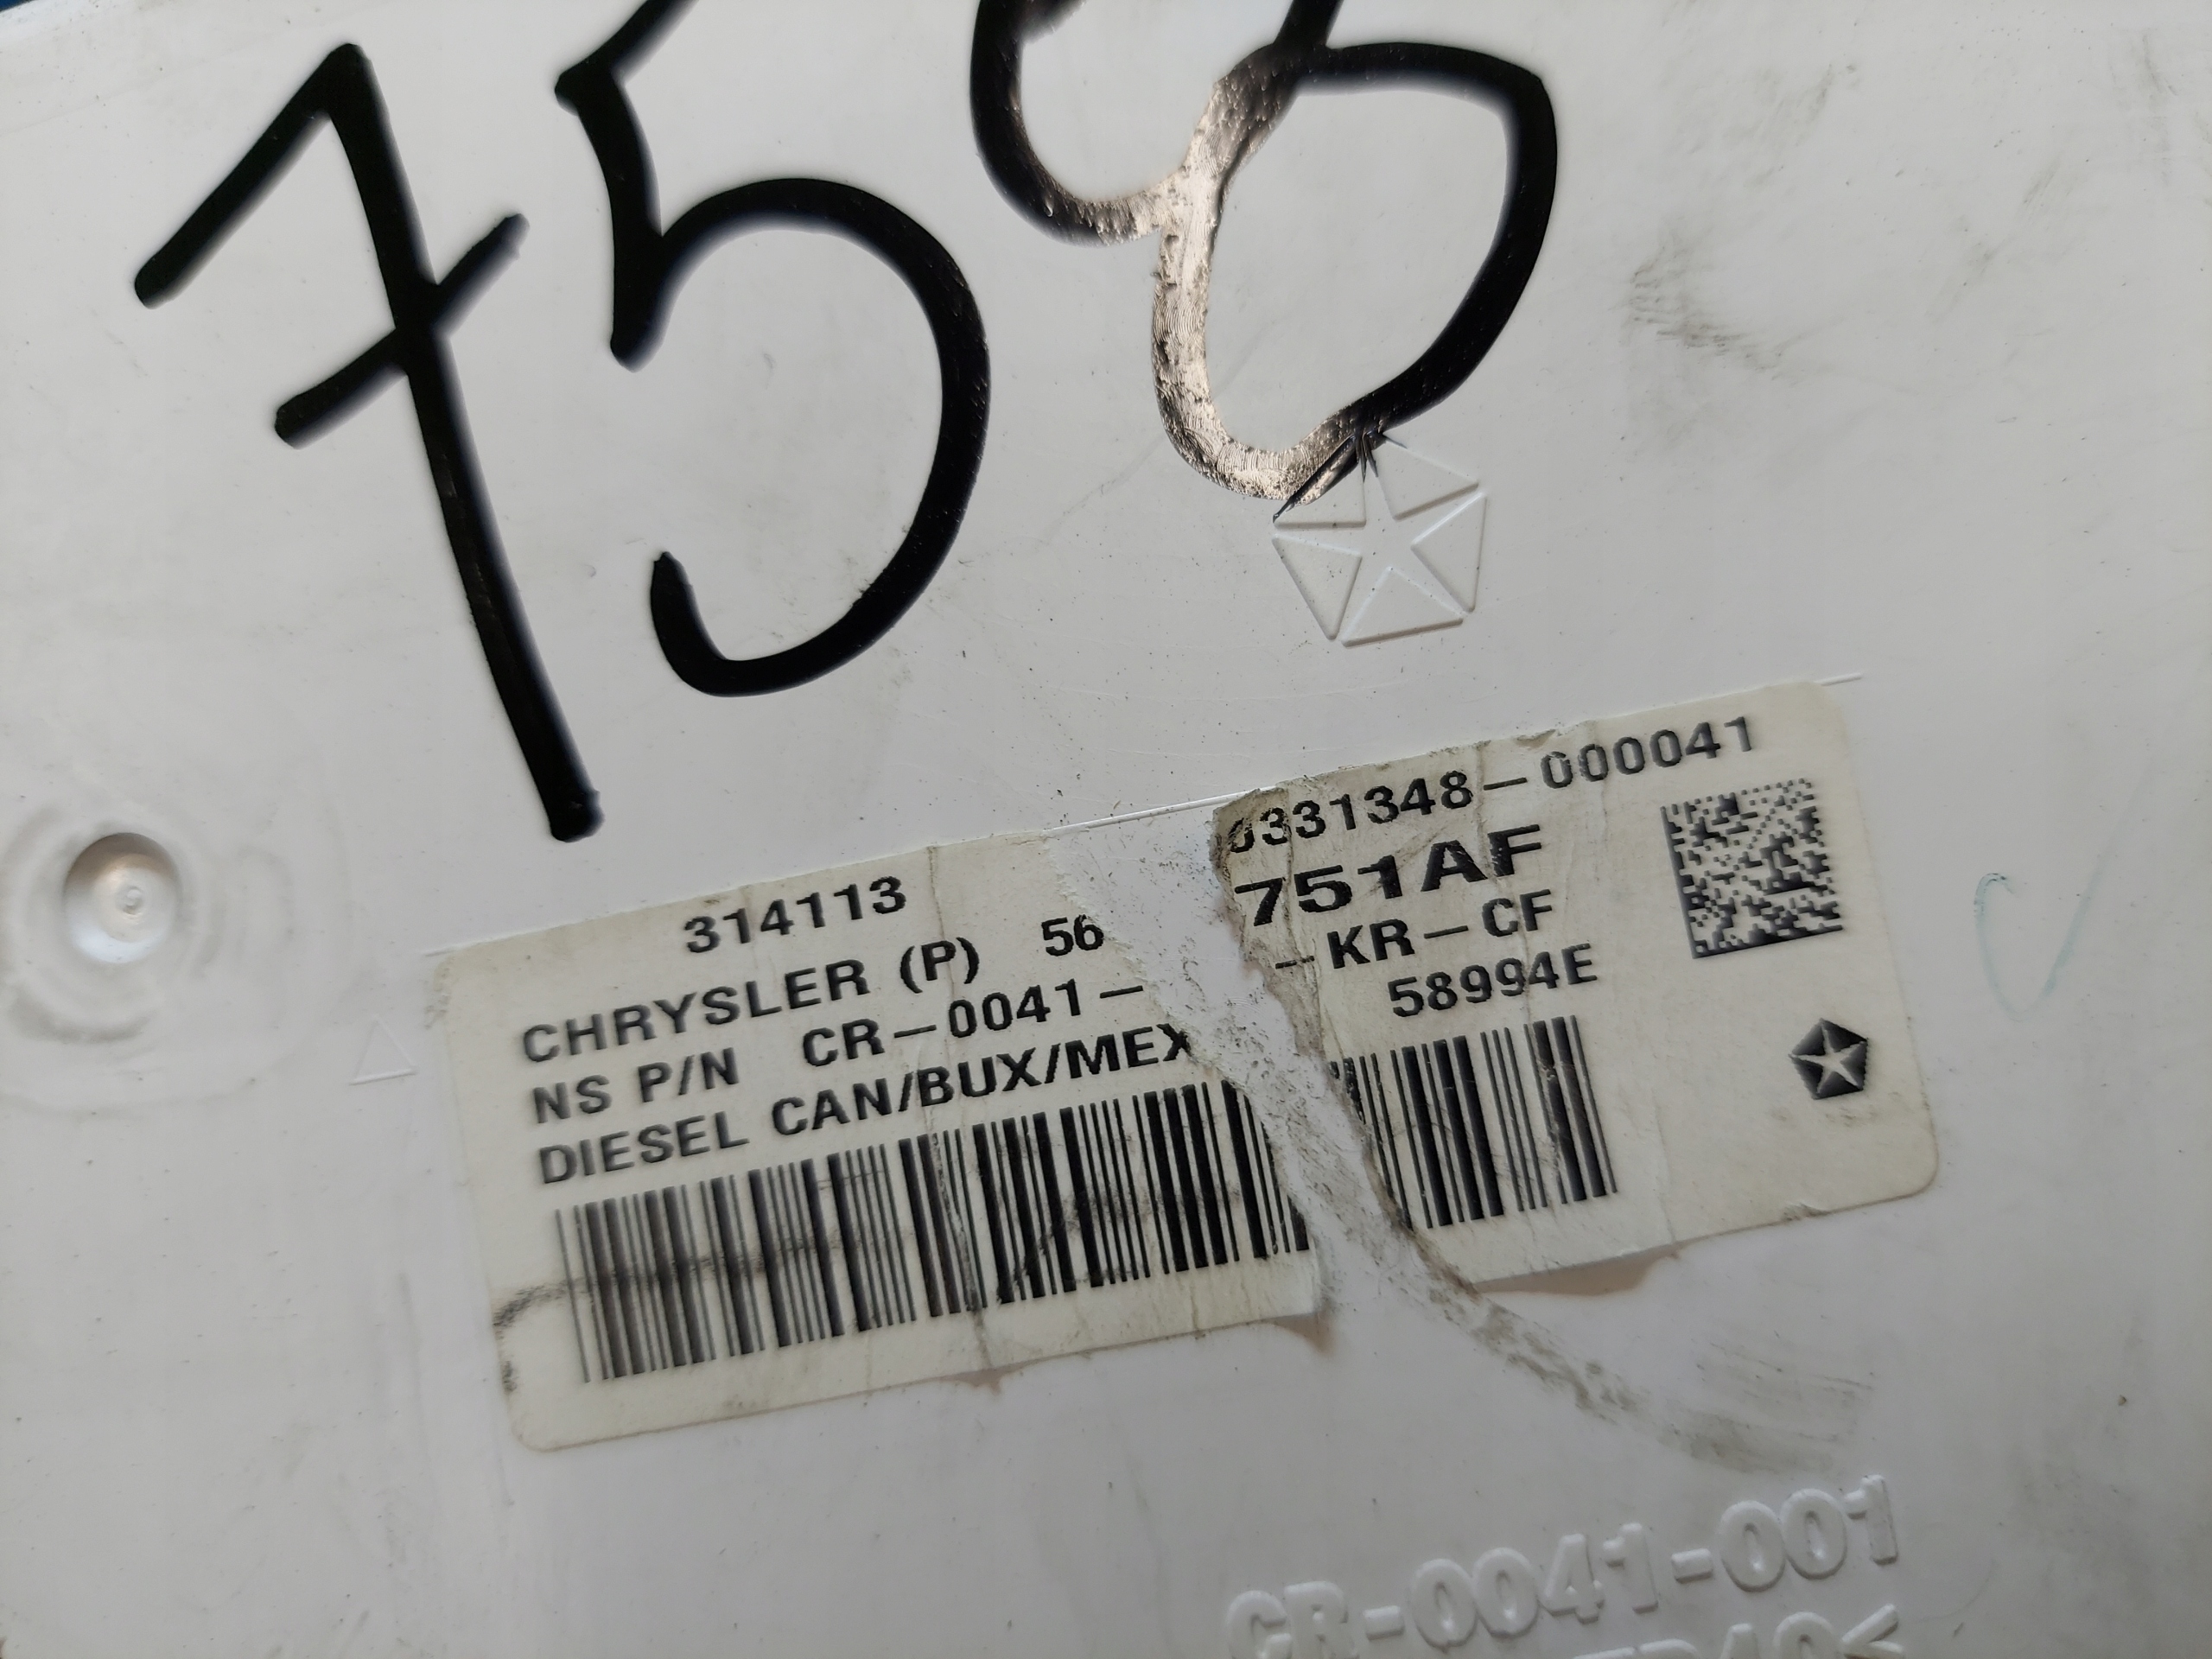 758
314113 0331348-000041
CHRYSLER (P) 56 751AF
NS P/N CR-0041- -KR-CF
DIESEL CAN/BUX/MEX 58994E
CR-0041-001